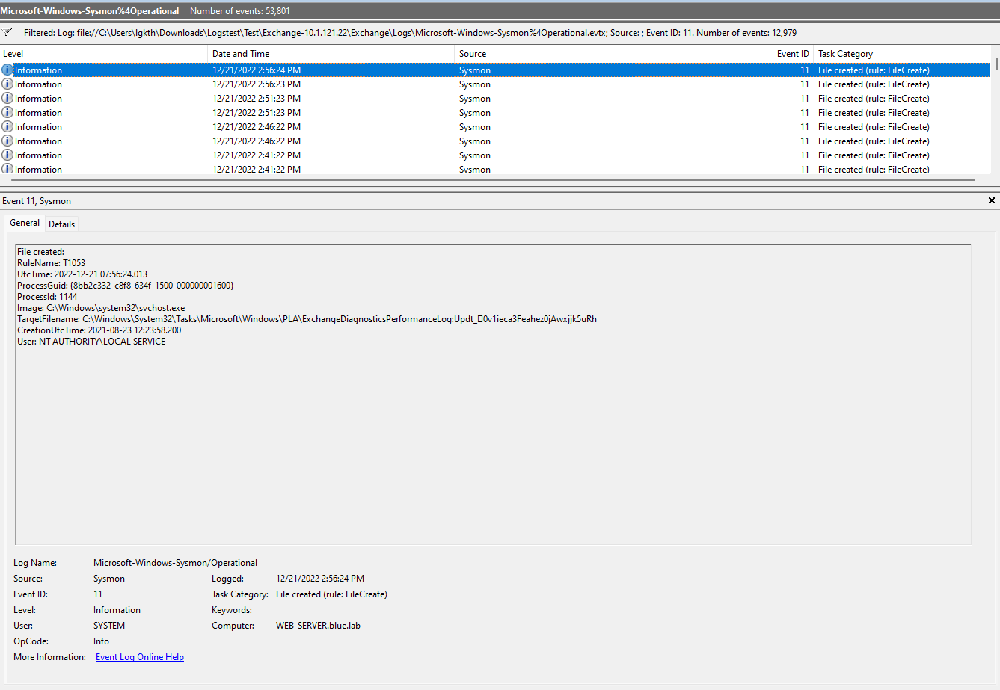 Microsoft-Windows-Sysmon%4Operational Number of events: 53,801
Filtered: Log: file://C:\Users\lgkth\Downloads\Logstest\Test\Exchange-10.1.121.22\Exchange\Logs\Microsoft-Windows-Sysmon%4Operational.evtx; Source: ; Event ID: 11. Number of events: 12,979
Level Date and Time Source Event ID Task Category
Information 12/21/2022 2:56:24 PM Sysmon 11 File created (rule: FileCreate)
Information 12/21/2022 2:56:23 PM Sysmon 11 File created (rule: FileCreate)
Information 12/21/2022 2:51:23 PM Sysmon 11 File created (rule: FileCreate)
Information 12/21/2022 2:51:23 PM Sysmon 11 File created (rule: FileCreate)
Information 12/21/2022 2:46:22 PM Sysmon 11 File created (rule: FileCreate)
Information 12/21/2022 2:46:22 PM Sysmon 11 File created (rule: FileCreate)
Information 12/21/2022 2:41:22 PM Sysmon 11 File created (rule: FileCreate)
Information 12/21/2022 2:41:22 PM Sysmon 11 File created (rule: FileCreate)
Event 11, Sysmon
General Details
File created:
RuleName: T1053
UtcTime: 2022-12-21 07:56:24.013
ProcessGuid: {8bb2c332-c8f8-634f-1500-000000001600}
ProcessId: 1144
Image: C:\Windows\system32\svchost.exe
TargetFilename: C:\Windows\System32\Tasks\Microsoft\Windows\PLA\ExchangeDiagnosticsPerformanceLog:Updt_□0v1ieca3Feahez0jAwxjjk5uRh
CreationUtcTime: 2021-08-23 12:23:58.200
User: NT AUTHORITY\LOCAL SERVICE
Log Name: Microsoft-Windows-Sysmon/Operational
Source: Sysmon Logged: 12/21/2022 2:56:24 PM
Event ID: 11 Task Category: File created (rule: FileCreate)
Level: Information Keywords:
User: SYSTEM Computer: WEB-SERVER.blue.lab
OpCode: Info
More Information: Event Log Online Help